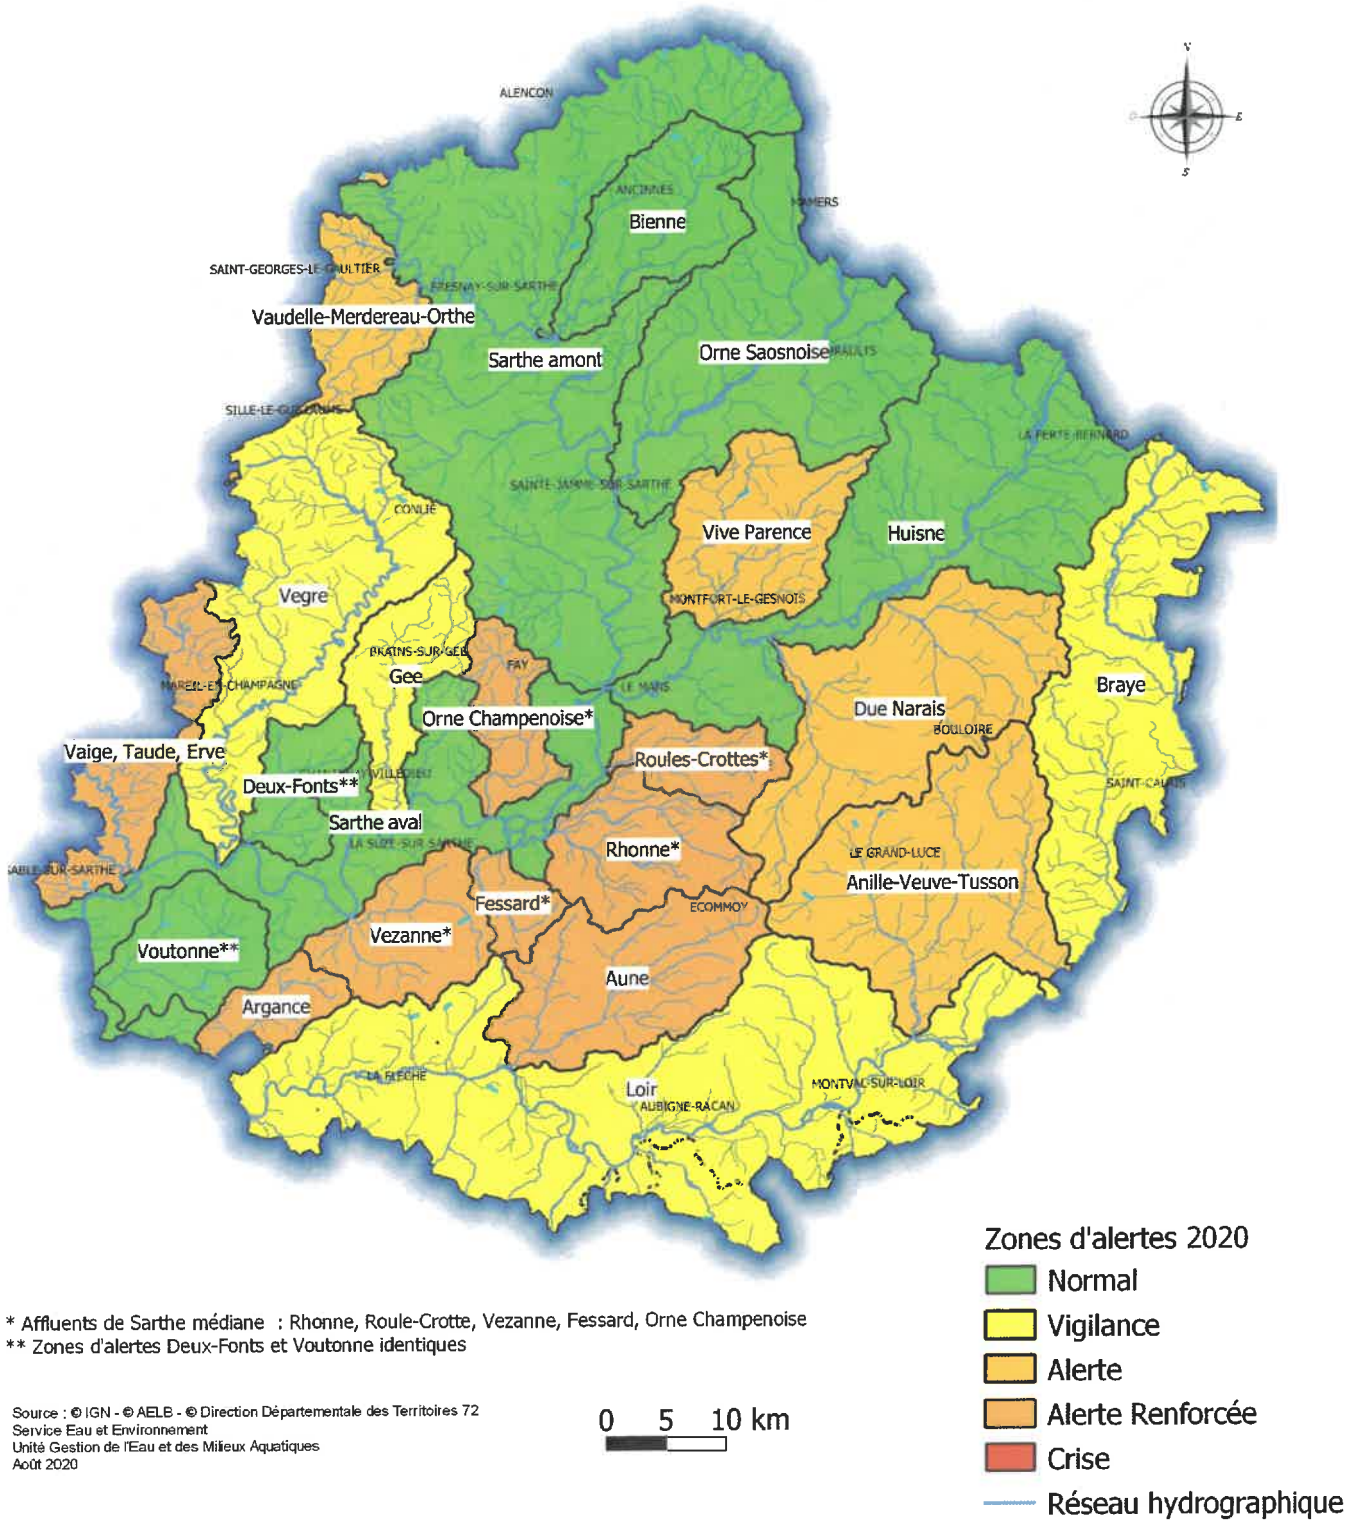 N
O
E
S
ALENCON
ANCINNES
Bienne
MAMERS
SAINT-GEORGES-LE-GAULTIER
FRESNAY-SUR-SARTHE
Vaudelle-Merdereau-Orthe
Sarthe amont
Orne Saosnoise
LA FERTE-BERNARD
SAINTE-JAMME-SUR-SARTHE
CONLIE
Vive Parence
Huisne
Vegre
MONTFORT-LE-GESNOIS
BRAINS-SUR-GEE
FAY
Gee
MAREIL-EN-CHAMPAGNE
LE MANS
Braye
Due Narais
Orne Champenoise*
BOULOIRE
Vaige, Taude, Erve
Roules-Crottes*
Deux-Fonts**
SAINT-CALAIS
Sarthe aval
LA SUZE-SUR-SARTHE
Rhonne*
LE GRAND-LUCE
SABLE-SUR-SARTHE
Anille-Veuve-Tusson
Fessard*
ECOMMOY
Vezanne*
Voutonne**
Aune
Argance
LA FLECHE
Loir
MONTVAL-SUR-LOIR
AUBIGNE-RACAN
Zones d'alertes 2020
Normal
Vigilance
Alerte
Alerte Renforcée
Crise
Réseau hydrographique
* Affluents de Sarthe médiane : Rhonne, Roule-Crotte, Vezanne, Fessard, Orne Champenoise
** Zones d'alertes Deux-Fonts et Voutonne identiques
Source : © IGN - © AELB - © Direction Départementale des Territoires 72
Service Eau et Environnement
Unité Gestion de l'Eau et des Milieux Aquatiques
Août 2020
0 5 10 km